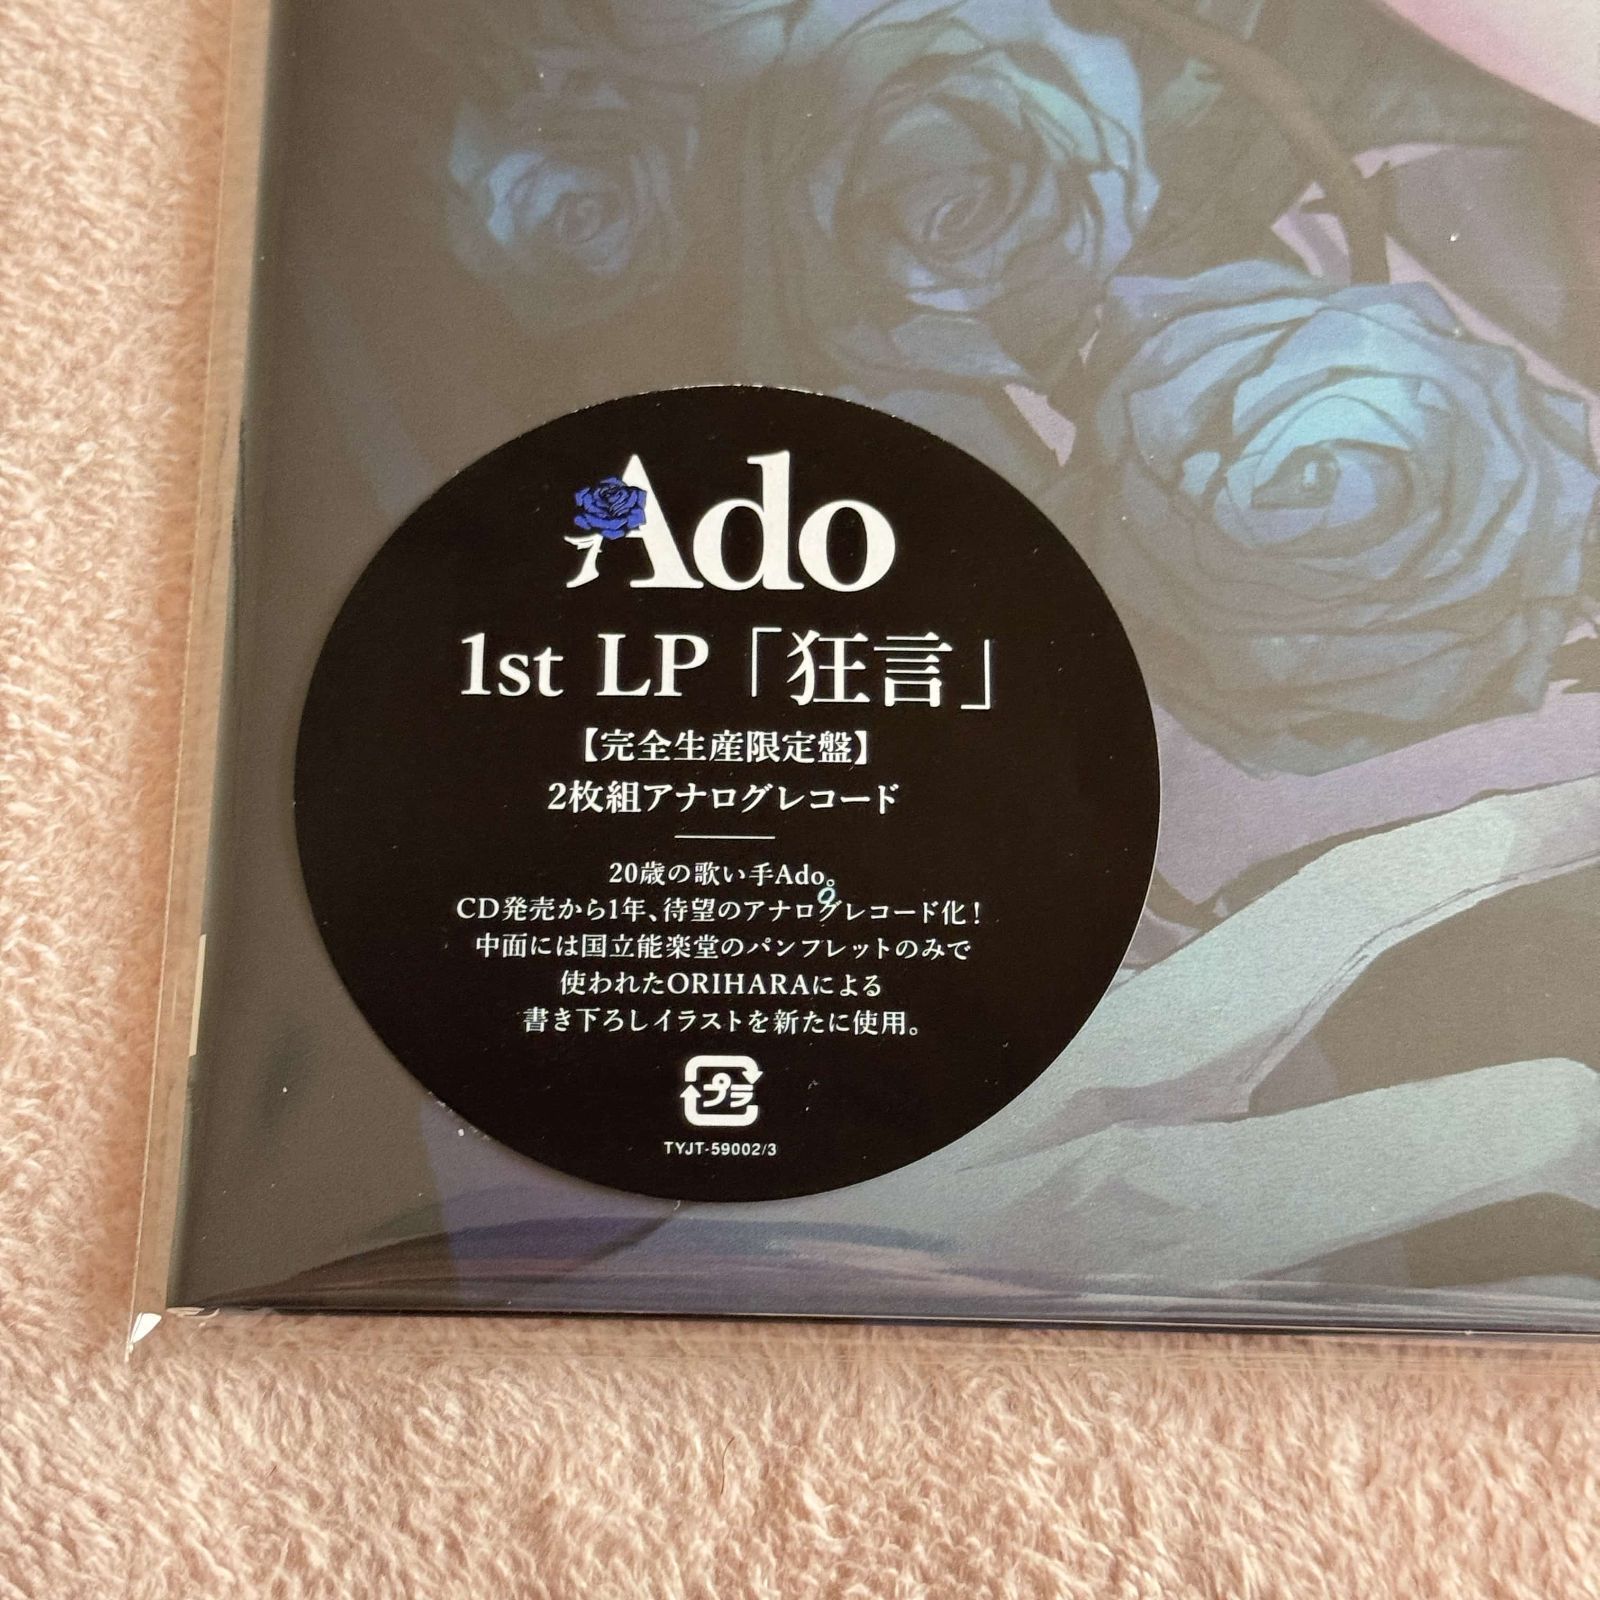 Ado
1st LP「狂言」
【完全生産限定盤】
2枚組アナログレコード
20歳の歌い手Ado。
CD発売から1年、待望のアナログレコード化！
中面には国立能楽堂のパンフレットのみで
使われたORIHARAによる
書き下ろしイラストを新たに使用。
プラ
TYJT-59002/3